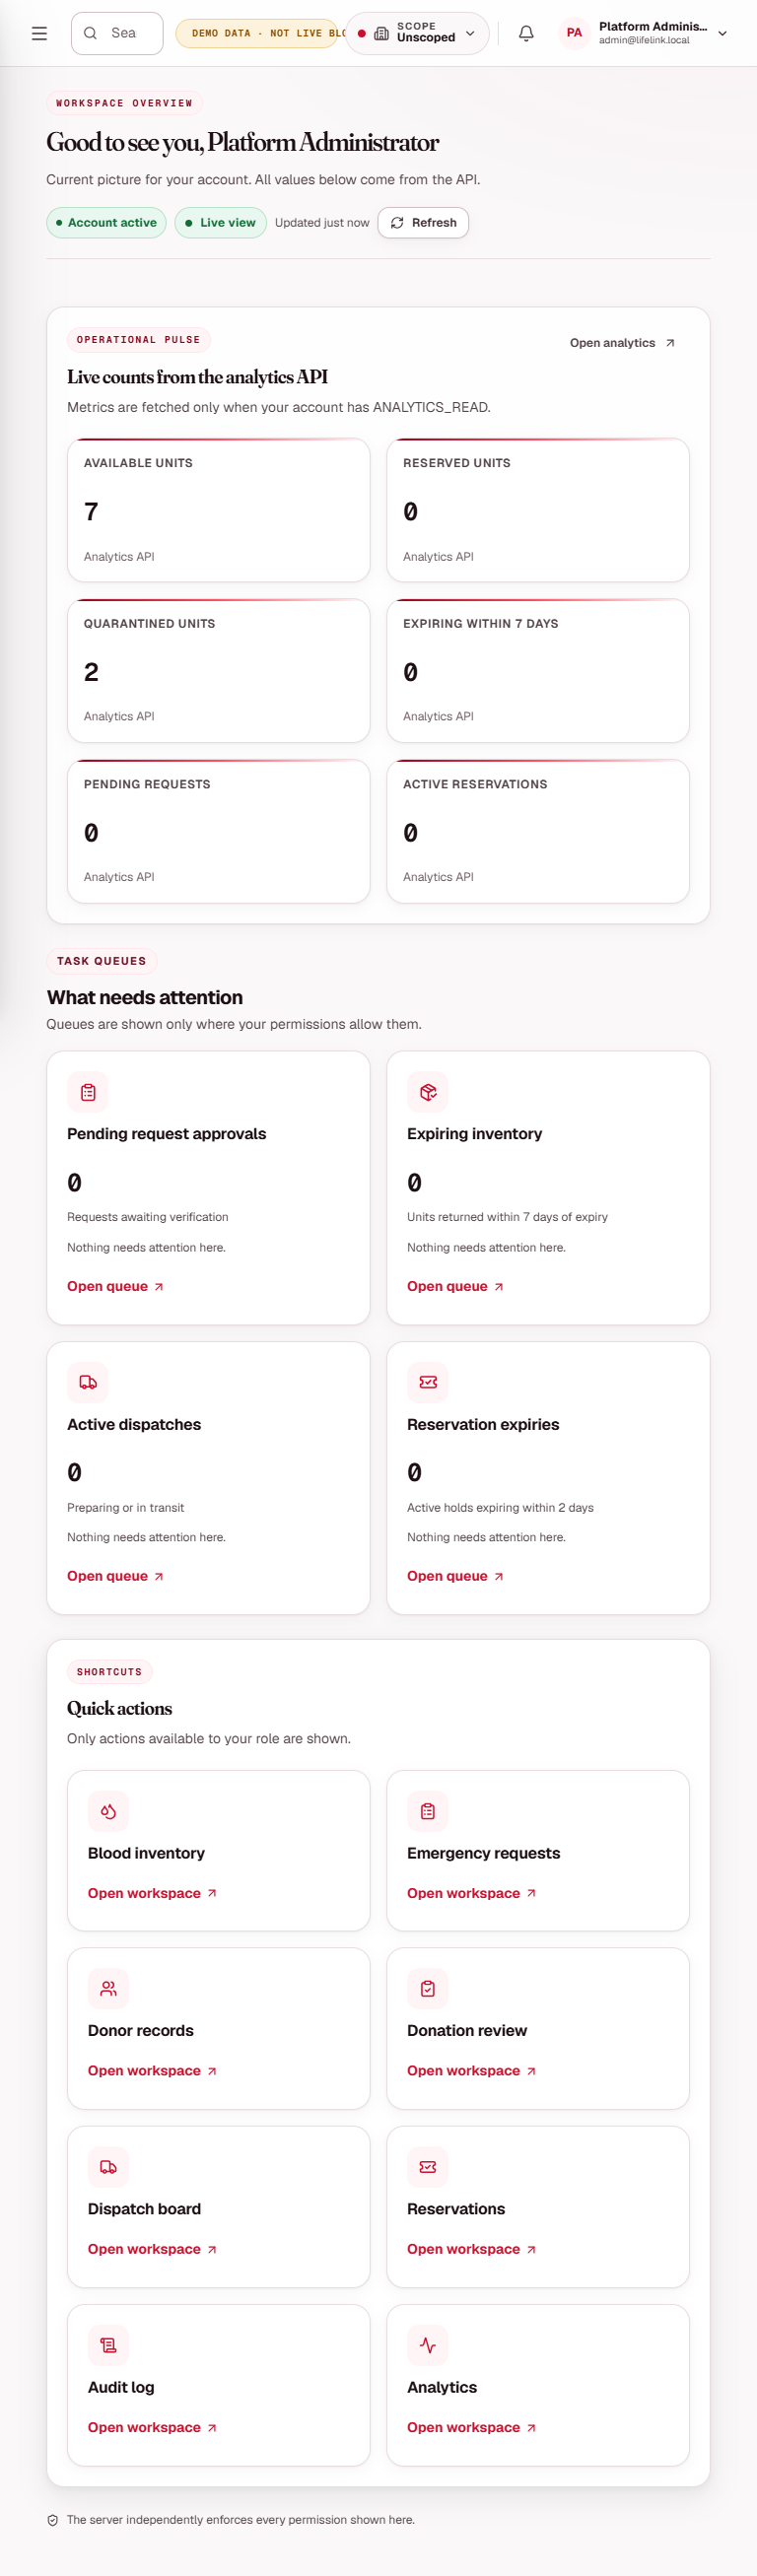 Sea
DEMO DATA · NOT LIVE BLO
SCOPE
Unscoped
PA
Platform Adminis...
admin@lifelink.local
WORKSPACE OVERVIEW
Good to see you, Platform Administrator
Current picture for your account. All values below come from the API.
Account active
Live view
Updated just now
Refresh
OPERATIONAL PULSE
Open analytics
Live counts from the analytics API
Metrics are fetched only when your account has ANALYTICS_READ.
AVAILABLE UNITS
7
Analytics API
RESERVED UNITS
0
Analytics API
QUARANTINED UNITS
2
Analytics API
EXPIRING WITHIN 7 DAYS
0
Analytics API
PENDING REQUESTS
0
Analytics API
ACTIVE RESERVATIONS
0
Analytics API
TASK QUEUES
What needs attention
Queues are shown only where your permissions allow them.
Pending request approvals
0
Requests awaiting verification
Nothing needs attention here.
Open queue
Expiring inventory
0
Units returned within 7 days of expiry
Nothing needs attention here.
Open queue
Active dispatches
0
Preparing or in transit
Nothing needs attention here.
Open queue
Reservation expiries
0
Active holds expiring within 2 days
Nothing needs attention here.
Open queue
SHORTCUTS
Quick actions
Only actions available to your role are shown.
Blood inventory
Open workspace
Emergency requests
Open workspace
Donor records
Open workspace
Donation review
Open workspace
Dispatch board
Open workspace
Reservations
Open workspace
Audit log
Open workspace
Analytics
Open workspace
The server independently enforces every permission shown here.